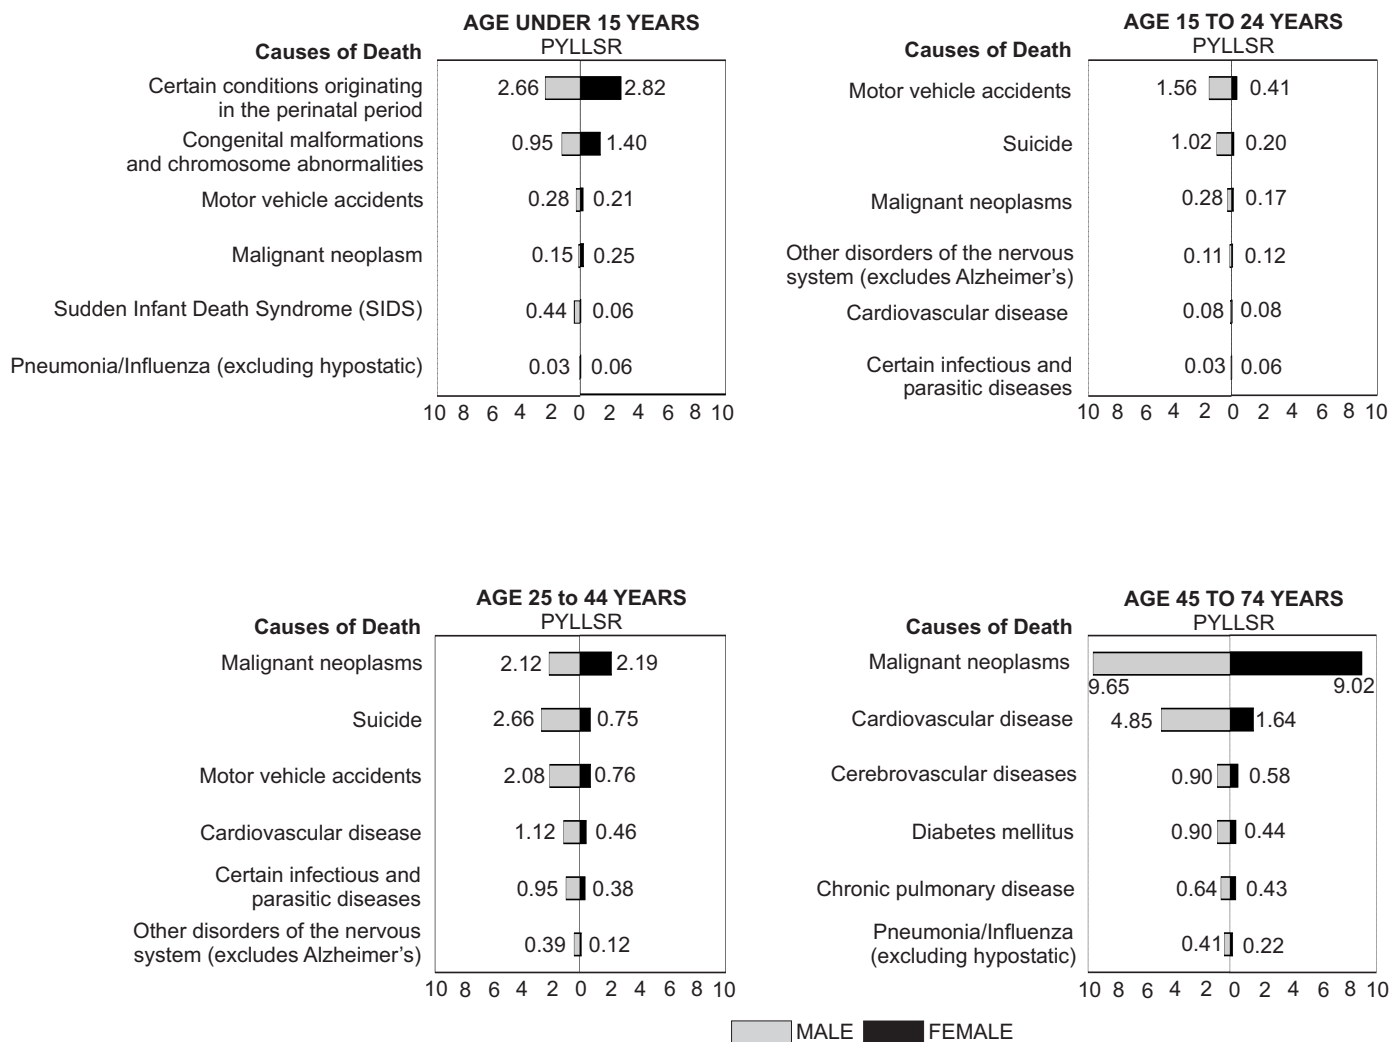 AGE UNDER 15 YEARS
PYLLSR
Causes of Death
Certain conditions originating
in the perinatal period
2.66 2.82
Congenital malformations
and chromosome abnormalities
0.95 1.40
Motor vehicle accidents 0.28 0.21
Malignant neoplasm 0.15 0.25
Sudden Infant Death Syndrome (SIDS) 0.44 0.06
Pneumonia/Influenza (excluding hypostatic) 0.03 0.06
10 8 6 4 2 0 2 4 6 8 10
AGE 15 TO 24 YEARS
PYLLSR
Causes of Death
Motor vehicle accidents 1.56 0.41
Suicide 1.02 0.20
Malignant neoplasms 0.28 0.17
Other disorders of the nervous
system (excludes Alzheimer's)
0.11 0.12
Cardiovascular disease 0.08 0.08
Certain infectious and
parasitic diseases
0.03 0.06
10 8 6 4 2 0 2 4 6 8 10
AGE 25 to 44 YEARS
PYLLSR
Causes of Death
Malignant neoplasms 2.12 2.19
Suicide 2.66 0.75
Motor vehicle accidents 2.08 0.76
Cardiovascular disease 1.12 0.46
Certain infectious and
parasitic diseases
0.95 0.38
Other disorders of the nervous
system (excludes Alzheimer's)
0.39 0.12
10 8 6 4 2 0 2 4 6 8 10
AGE 45 TO 74 YEARS
PYLLSR
Causes of Death
Malignant neoplasms
9.65 9.02
Cardiovascular disease 4.85 1.64
Cerebrovascular diseases 0.90 0.58
Diabetes mellitus 0.90 0.44
Chronic pulmonary disease 0.64 0.43
Pneumonia/Influenza
(excluding hypostatic)
0.41 0.22
10 8 6 4 2 0 2 4 6 8 10
MALE FEMALE